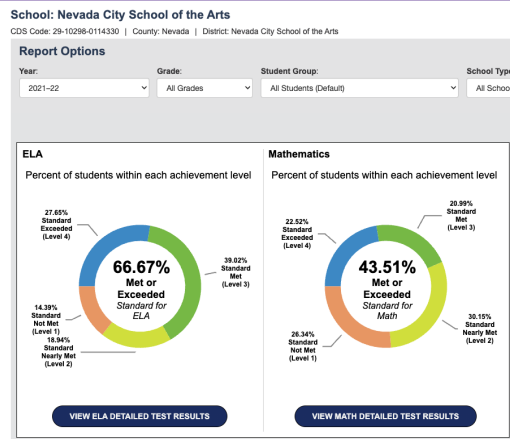 School: Nevada City School of the Arts
CDS Code: 29-10298-0114330 | County: Nevada | District: Nevada City School of the Arts
Report Options
Year: Grade: Student Group: School Type
2021–22 All Grades All Students (Default) All Schoo
ELA
Percent of students within each achievement level
27.65%
Standard
Exceeded
(Level 4)
39.02%
Standard
Met
(Level 3)
66.67%
Met or
Exceeded
Standard for
ELA
14.39%
Standard
Not Met
(Level 1)
18.94%
Standard
Nearly Met
(Level 2)
VIEW ELA DETAILED TEST RESULTS
Mathematics
Percent of students within each achievement level
20.99%
Standard
Met
(Level 3)
22.52%
Standard
Exceeded
(Level 4)
43.51%
Met or
Exceeded
Standard for
Math
30.15%
Standard
Nearly Met
(Level 2)
26.34%
Standard
Not Met
(Level 1)
VIEW MATH DETAILED TEST RESULTS